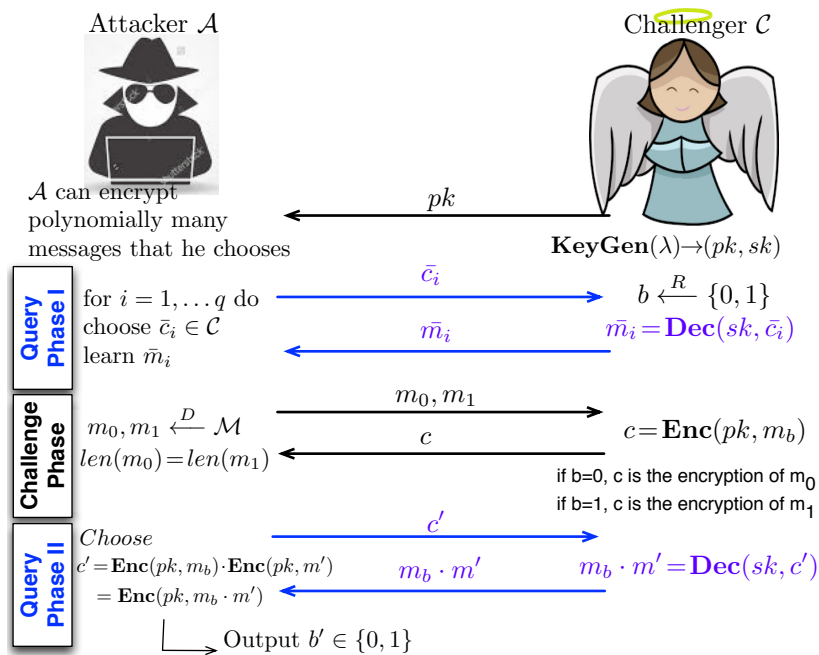 Attacker 𝒜
Challenger 𝒞
shutterstock
𝒜 can encrypt
polynomially many
messages that he chooses
pk
KeyGen(λ)→(pk, sk)
Query
Phase I
for i = 1, … q do
choose c̄ᵢ ∈ 𝒞
learn m̄ᵢ
c̄ᵢ
m̄ᵢ
b ←ᴿ {0, 1}
m̄ᵢ = Dec(sk, c̄ᵢ)
Challenge
Phase
m₀, m₁ ←ᴰ ℳ
len(m₀)=len(m₁)
m₀, m₁
c
c = Enc(pk, m_b)
if b=0, c is the encryption of m₀
if b=1, c is the encryption of m₁
Query
Phase II
Choose
c′ = Enc(pk, m_b)·Enc(pk, m′)
= Enc(pk, m_b · m′)
c′
m_b · m′
m_b · m′ = Dec(sk, c′)
Output b′ ∈ {0, 1}